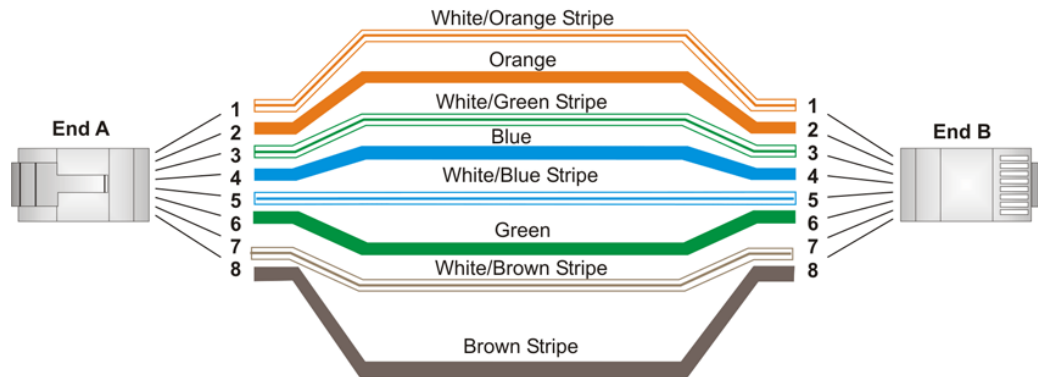 White/Orange Stripe
Orange
1 White/Green Stripe 1
End A 2 Blue 2 End B
3 3
4 White/Blue Stripe 4
5 5
6 Green 6
7 White/Brown Stripe 7
8 8
Brown Stripe